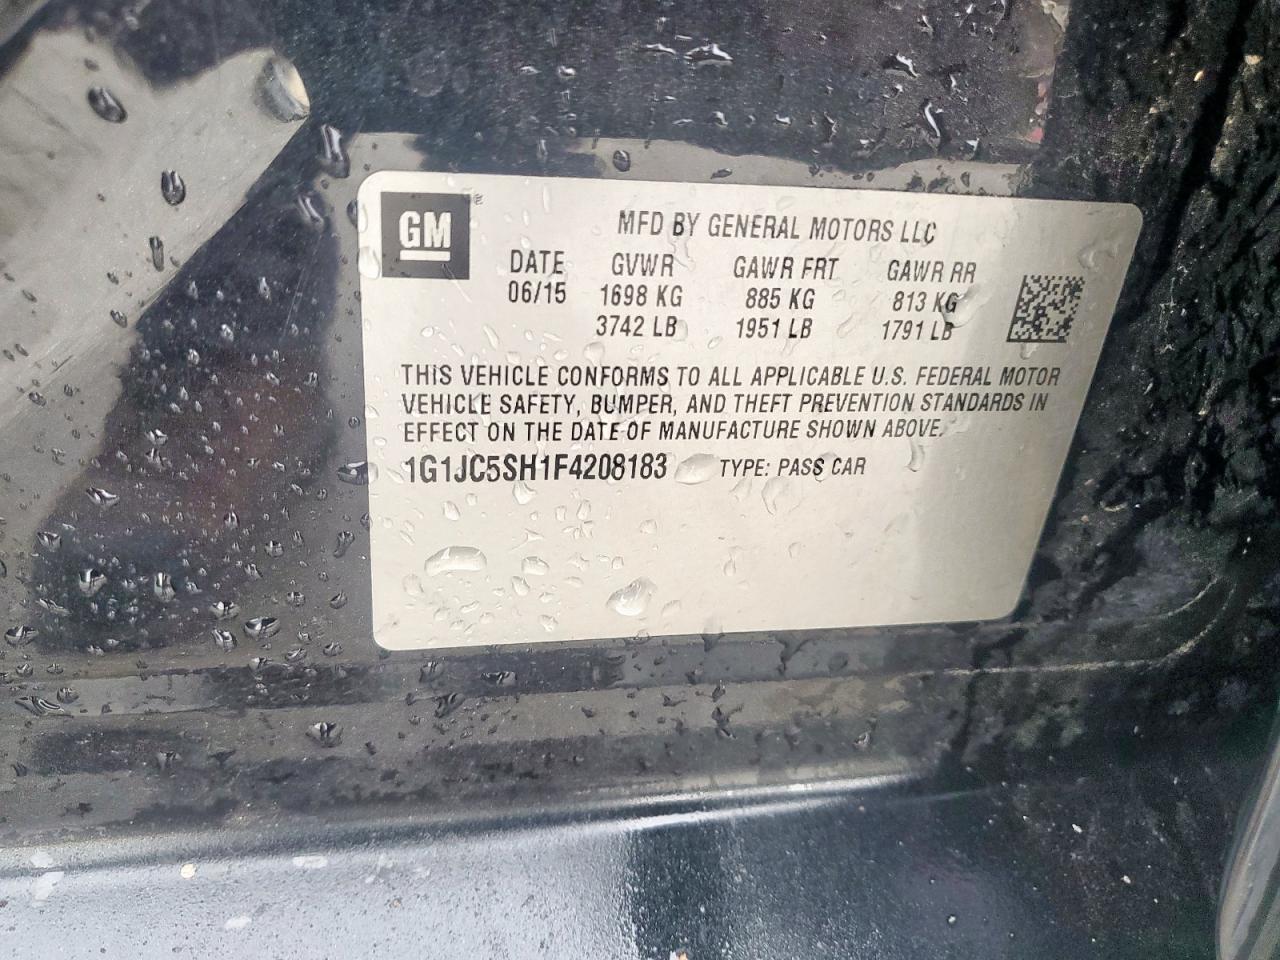 GM
MFD BY GENERAL MOTORS LLC
DATE GVWR GAWR FRT GAWR RR
06/15 1698 KG 885 KG 813 KG
3742 LB 1951 LB 1791 LB
THIS VEHICLE CONFORMS TO ALL APPLICABLE U.S. FEDERAL MOTOR
VEHICLE SAFETY, BUMPER, AND THEFT PREVENTION STANDARDS IN
EFFECT ON THE DATE OF MANUFACTURE SHOWN ABOVE.
1G1JC5SH1F4208183 TYPE: PASS CAR